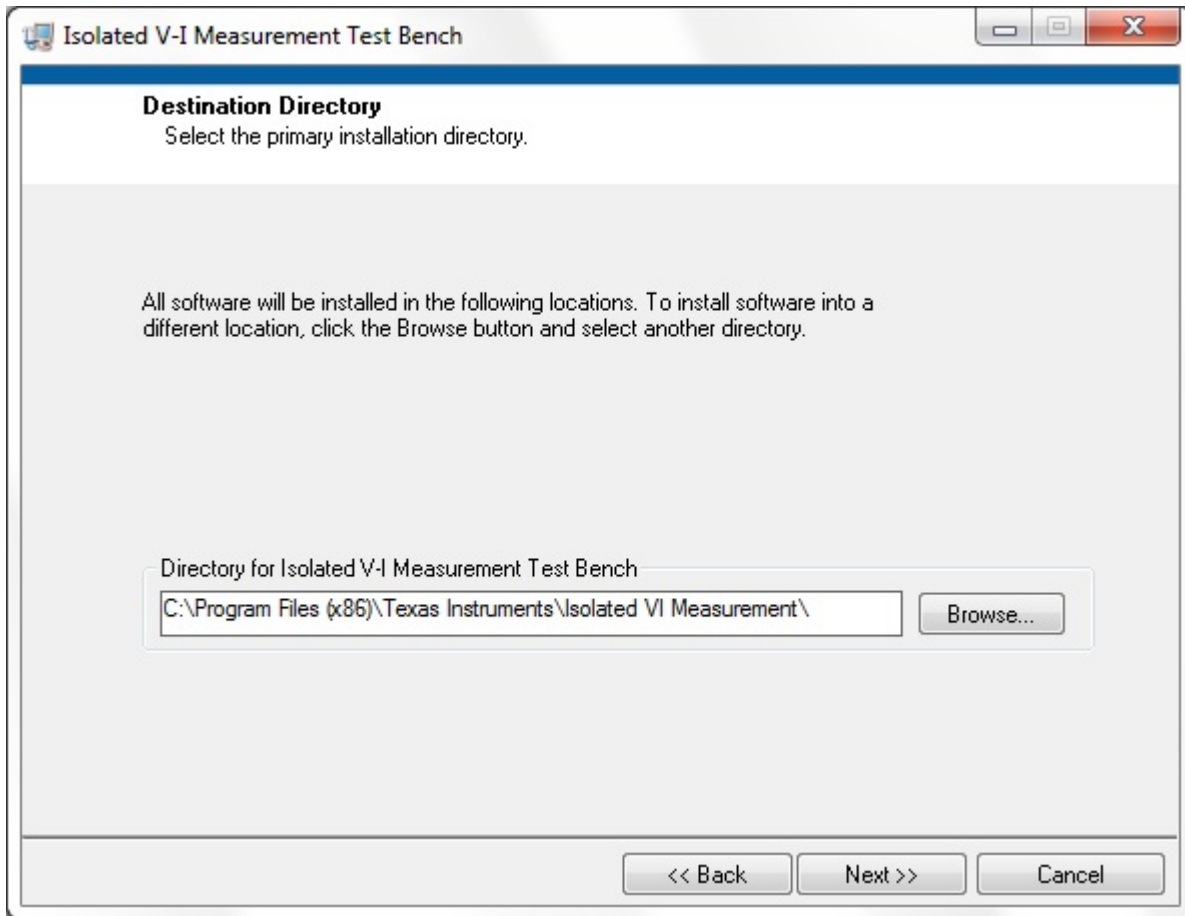 Isolated V-I Measurement Test Bench
Destination Directory
Select the primary installation directory.
All software will be installed in the following locations. To install software into a
different location, click the Browse button and select another directory.
Directory for Isolated V-I Measurement Test Bench
C:\Program Files (x86)\Texas Instruments\Isolated VI Measurement\
Browse...
<< Back
Next >>
Cancel